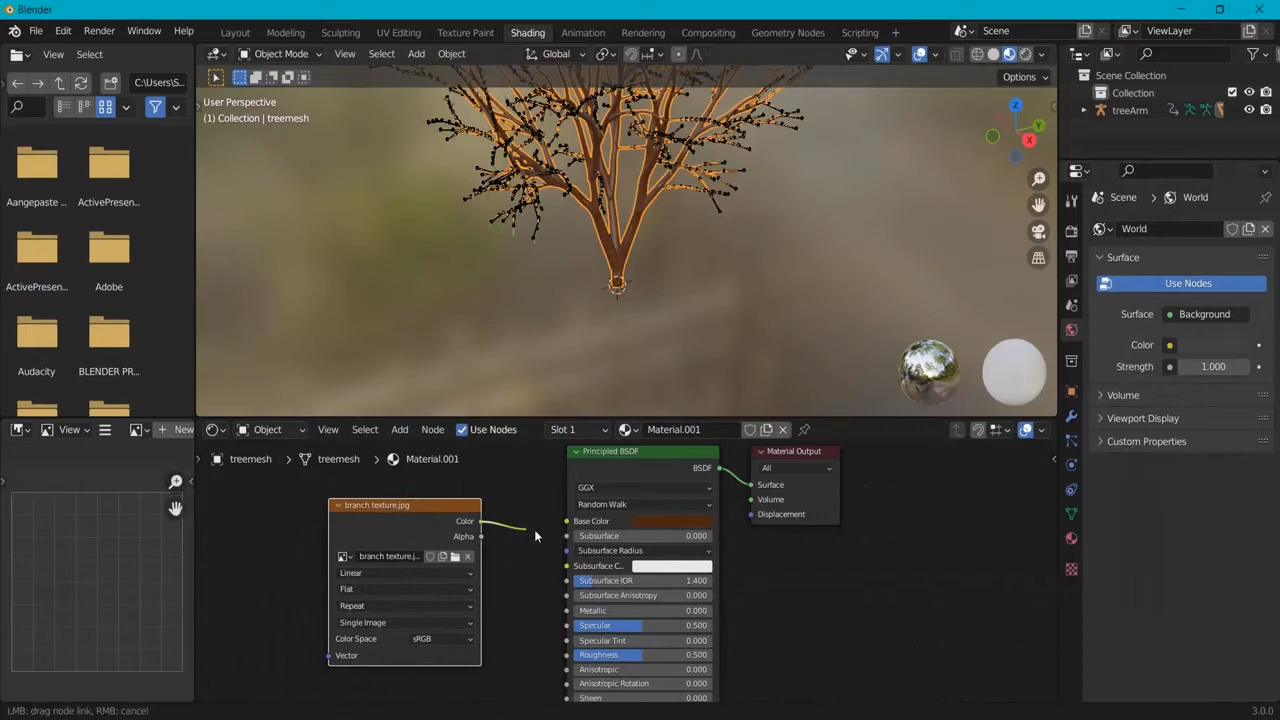 Blender
File Edit Render Window Help Layout Modeling Sculpting UV Editing Texture Paint Shading Animation Rendering Compositing Geometry Nodes Scripting + Scene ViewLayer
View Select Object Mode View Select Add Object Global
C:\Users\S... Options
User Perspective
(1) Collection | treemesh
Z
Y
X
Scene Collection
Collection
treeArm
Aangepaste ... ActivePresen...
ActivePresen... Adobe
Audacity BLENDER PR...
Scene World
World
Surface
Use Nodes
Surface Background
Color
Strength 1.000
Volume
Viewport Display
Custom Properties
View New Object View Select Add Node Use Nodes Slot 1 Material.001
treemesh treemesh Material.001
branch texture.jpg
Color
Alpha
branch texture.j...
Linear
Flat
Repeat
Single Image
Color Space sRGB
Vector
Principled BSDF
BSDF
GGX
Random Walk
Base Color
Subsurface 0.000
Subsurface Radius
Subsurface C...
Subsurface IOR 1.400
Subsurface Anisotropy 0.000
Metallic 0.000
Specular 0.500
Specular Tint 0.000
Roughness 0.500
Anisotropic 0.000
Anisotropic Rotation 0.000
Sheen 0.000
Material Output
All
Surface
Volume
Displacement
LMB: drag node link, RMB: cancel
3.0.0